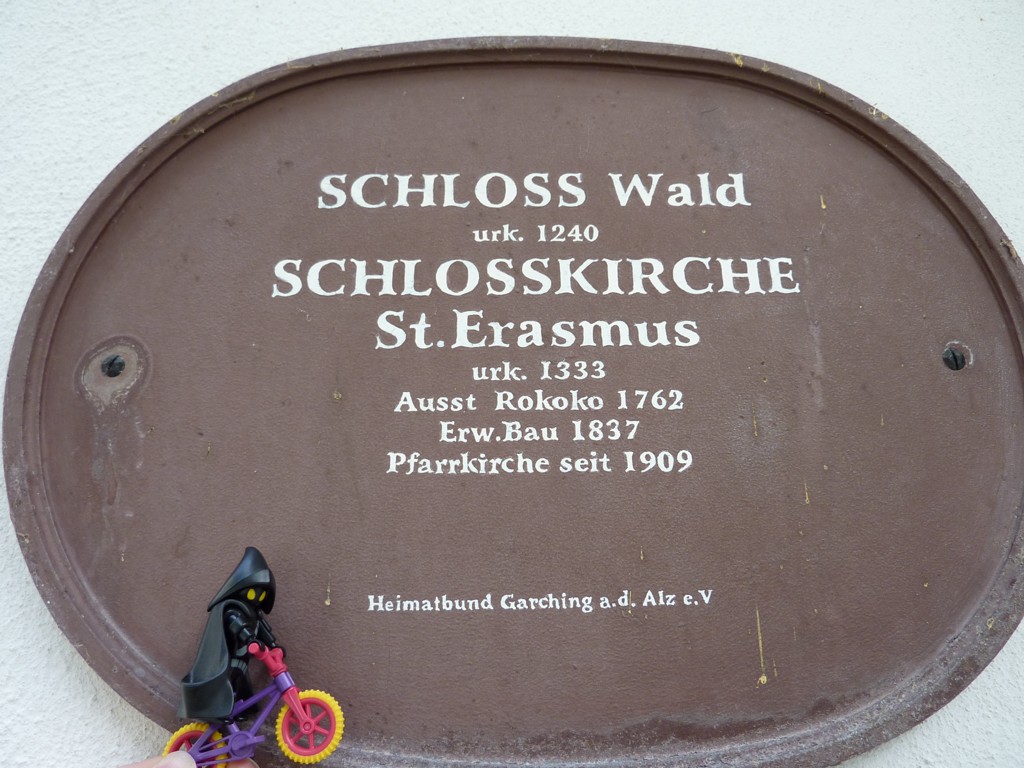 SCHLOSS Wald
urk. 1240
SCHLOSSKIRCHE
St.Erasmus
urk. 1333
Ausst Rokoko 1762
Erw.Bau 1837
Pfarrkirche seit 1909
Heimatbund Garching a.d. Alz e.V